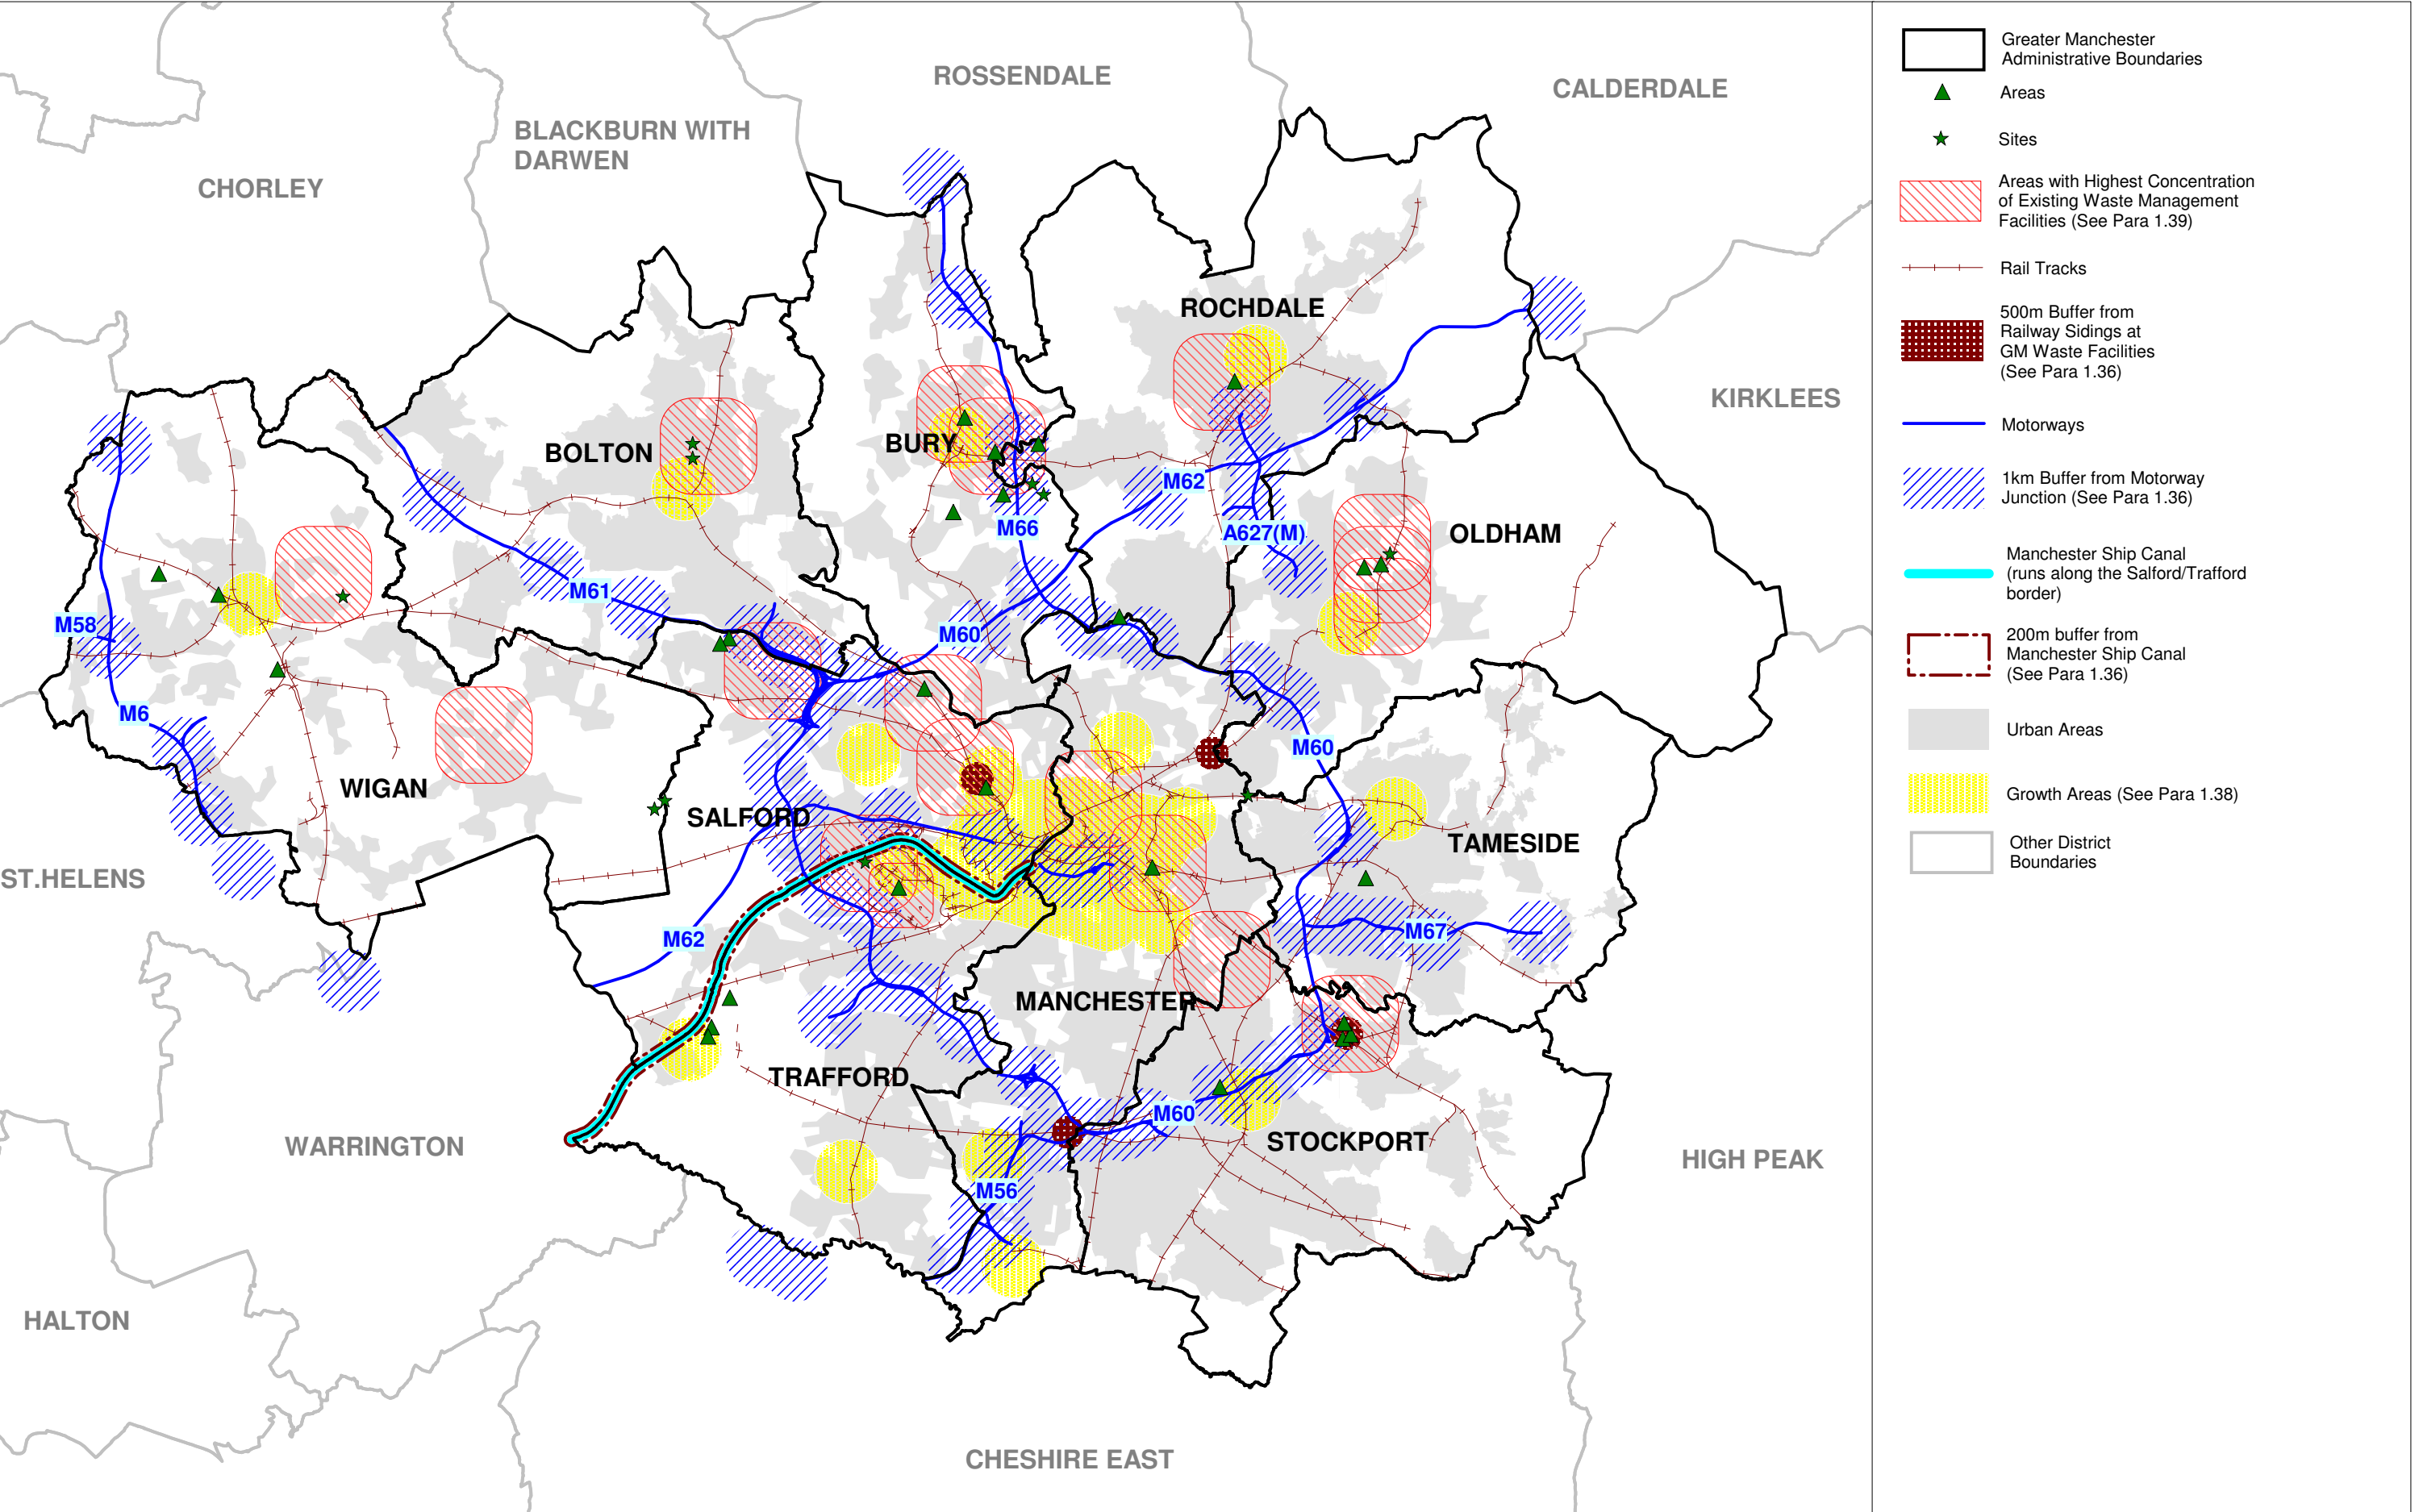 ROSSENDALE
CALDERDALE
BLACKBURN WITH
DARWEN
CHORLEY
ROCHDALE
KIRKLEES
BURY
BOLTON
M62
M66
A627(M)
OLDHAM
M61
M58
M60
M6
M60
WIGAN
SALFORD
TAMESIDE
ST.HELENS
M62
M67
MANCHESTER
TRAFFORD
M60
STOCKPORT
WARRINGTON
HIGH PEAK
M56
HALTON
CHESHIRE EAST
Greater Manchester
Administrative Boundaries
Areas
Sites
Areas with Highest Concentration
of Existing Waste Management
Facilities (See Para 1.39)
Rail Tracks
500m Buffer from
Railway Sidings at
GM Waste Facilities
(See Para 1.36)
Motorways
1km Buffer from Motorway
Junction (See Para 1.36)
Manchester Ship Canal
(runs along the Salford/Trafford
border)
200m buffer from
Manchester Ship Canal
(See Para 1.36)
Urban Areas
Growth Areas (See Para 1.38)
Other District
Boundaries